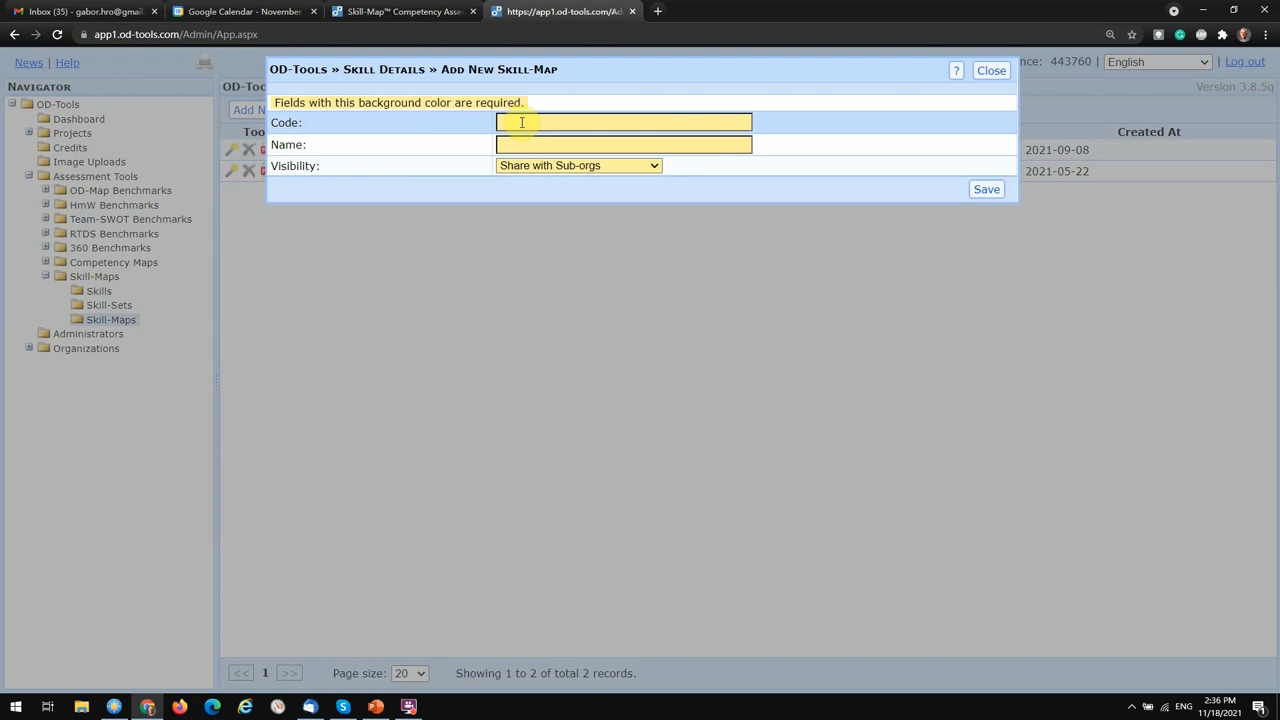 Inbox (35) - gabor.hro@gmail.
Google Calendar - November
Skill-Map™ Competency Asse
https://app1.od-tools.com/Ad
app1.od-tools.com/Admin/App.aspx
News | Help
nce: 443760 | English | Log out
NAVIGATOR
OD-Tools
Dashboard
Projects
Credits
Image Uploads
Assessment Tools
OD-Map Benchmarks
HmW Benchmarks
Team-SWOT Benchmarks
RTDS Benchmarks
360 Benchmarks
Competency Maps
Skill-Maps
Skills
Skill-Sets
Skill-Maps
Administrators
Organizations
OD-Too
Version 3.8.5q
Add N
Too
Created At
2021-09-08
2021-05-22
OD-TOOLS » SKILL DETAILS » ADD NEW SKILL-MAP
? Close
Fields with this background color are required.
Code:
Name:
Visibility: Share with Sub-orgs
Save
<< 1 >> Page size: 20 Showing 1 to 2 of total 2 records.
ENG
2:36 PM
11/18/2021